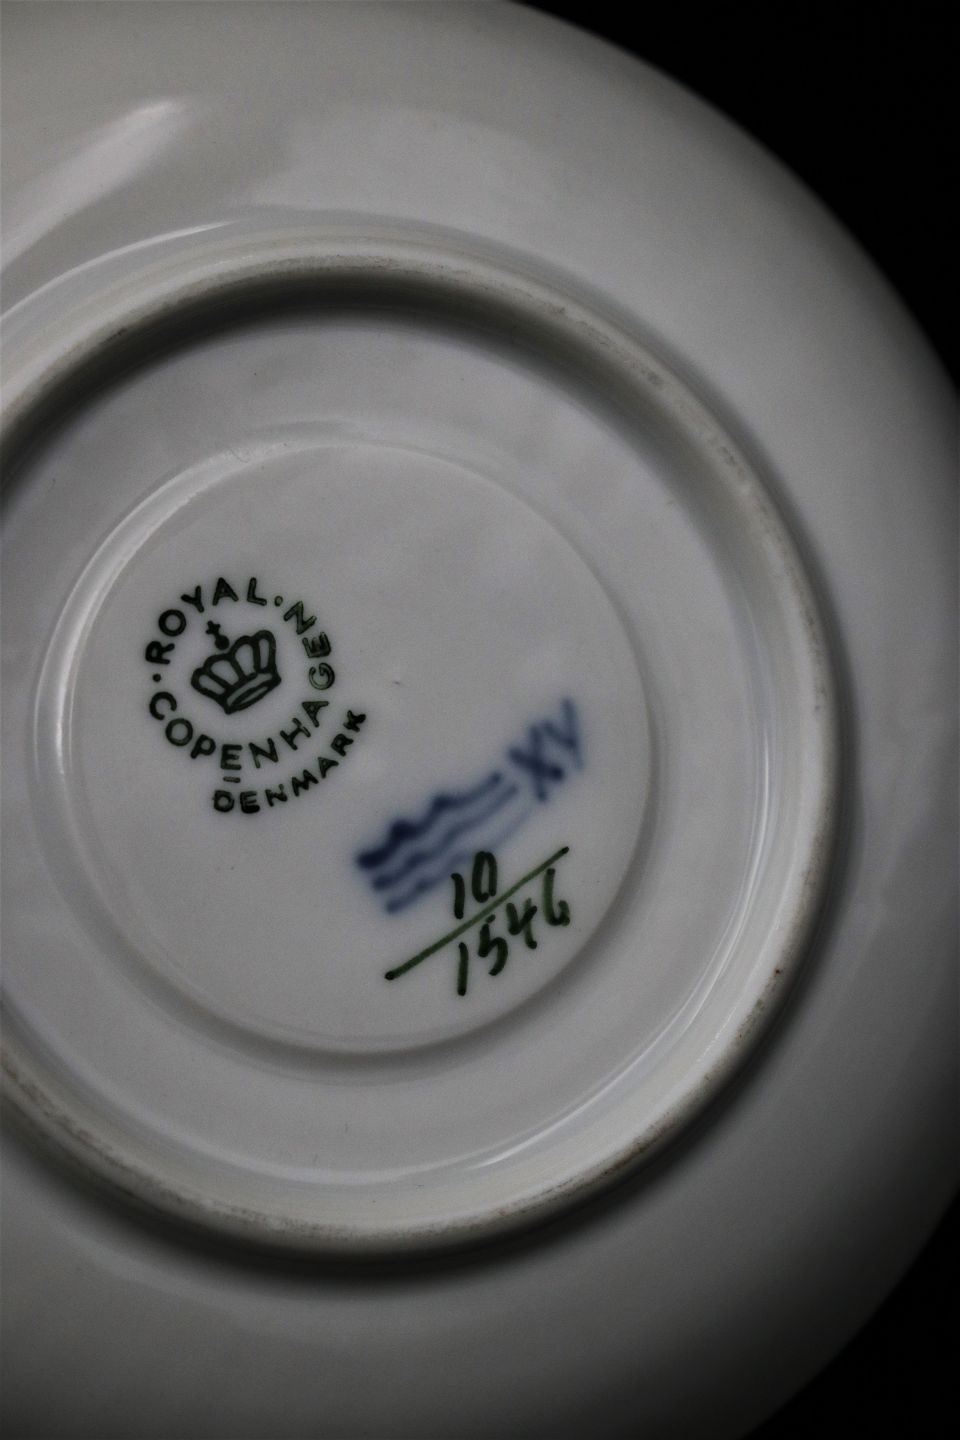 ROYAL
COPENHAGEN
DENMARK
XV
10
1546